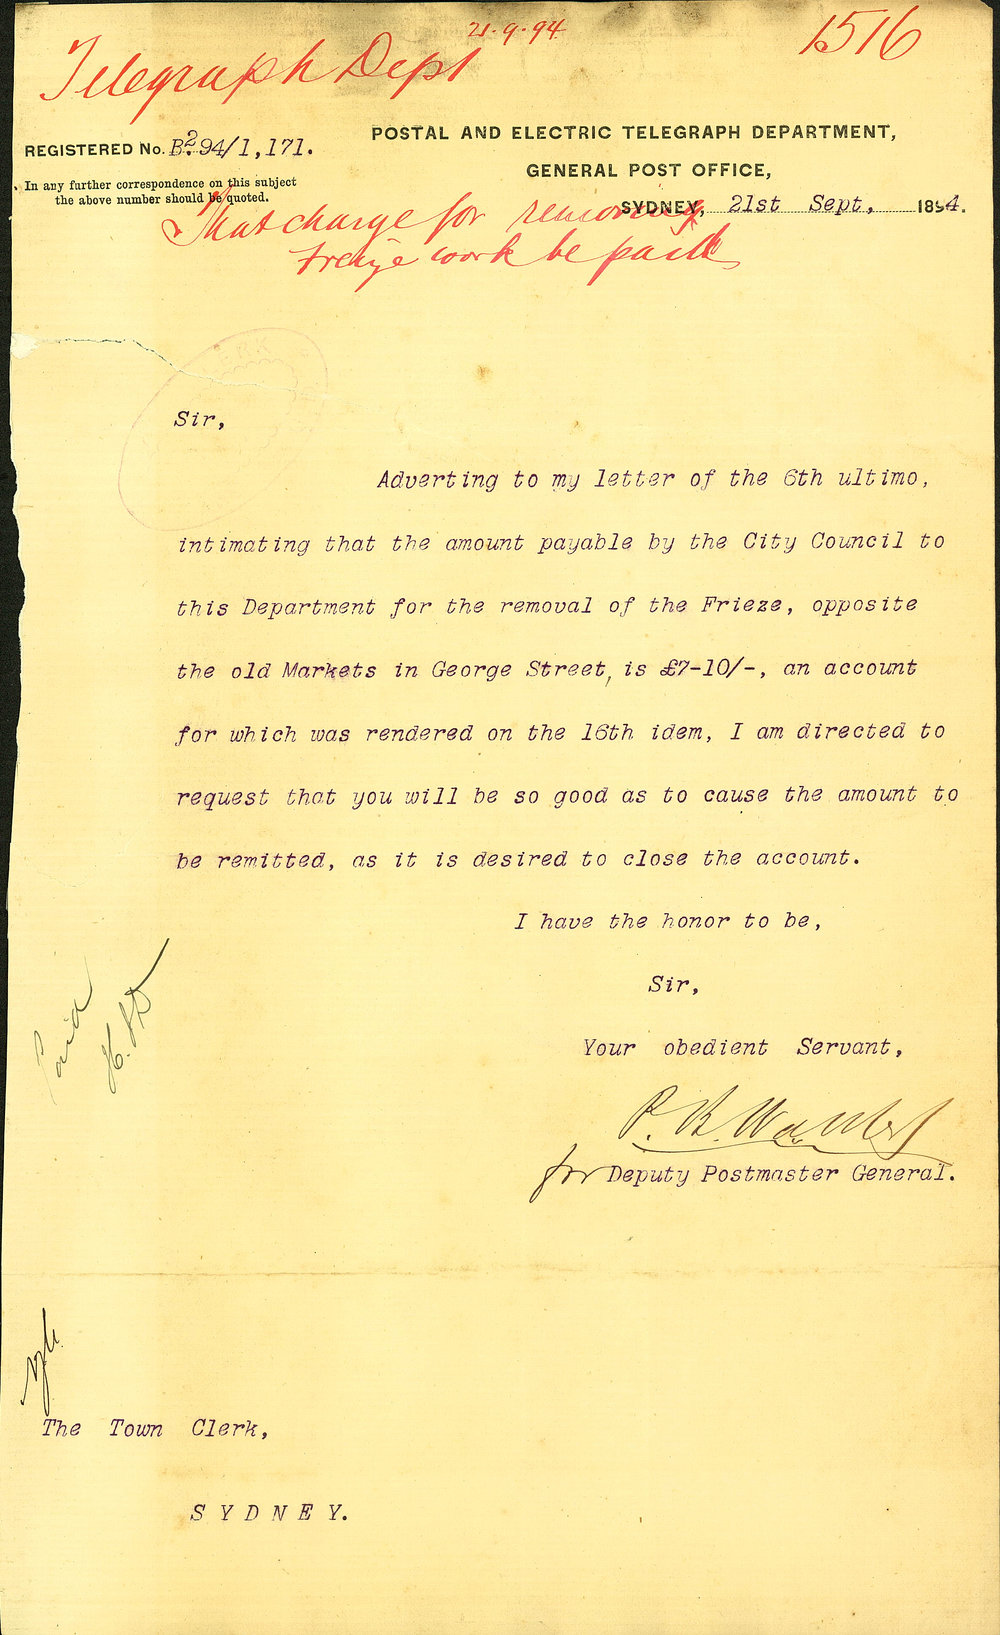 21.9.94
1516
Telegraph Dept
POSTAL AND ELECTRIC TELEGRAPH DEPARTMENT,
REGISTERED No. B2.94/1,171.
GENERAL POST OFFICE,
In any further correspondence on this subject
the above number should be quoted.
SYDNEY, 21st Sept, 1894.
That charge for removing
Frieze work be paid
Sir,
Adverting to my letter of the 6th ultimo,
intimating that the amount payable by the City Council to
this Department for the removal of the Frieze, opposite
the old Markets in George Street, is £7-10/-, an account
for which was rendered on the 16th idem, I am directed to
request that you will be so good as to cause the amount to
be remitted, as it is desired to close the account.
I have the honor to be,
Sir,
Your obedient Servant,
Paid
P. B. Walker
for Deputy Postmaster General.
The Town Clerk,
SYDNEY.